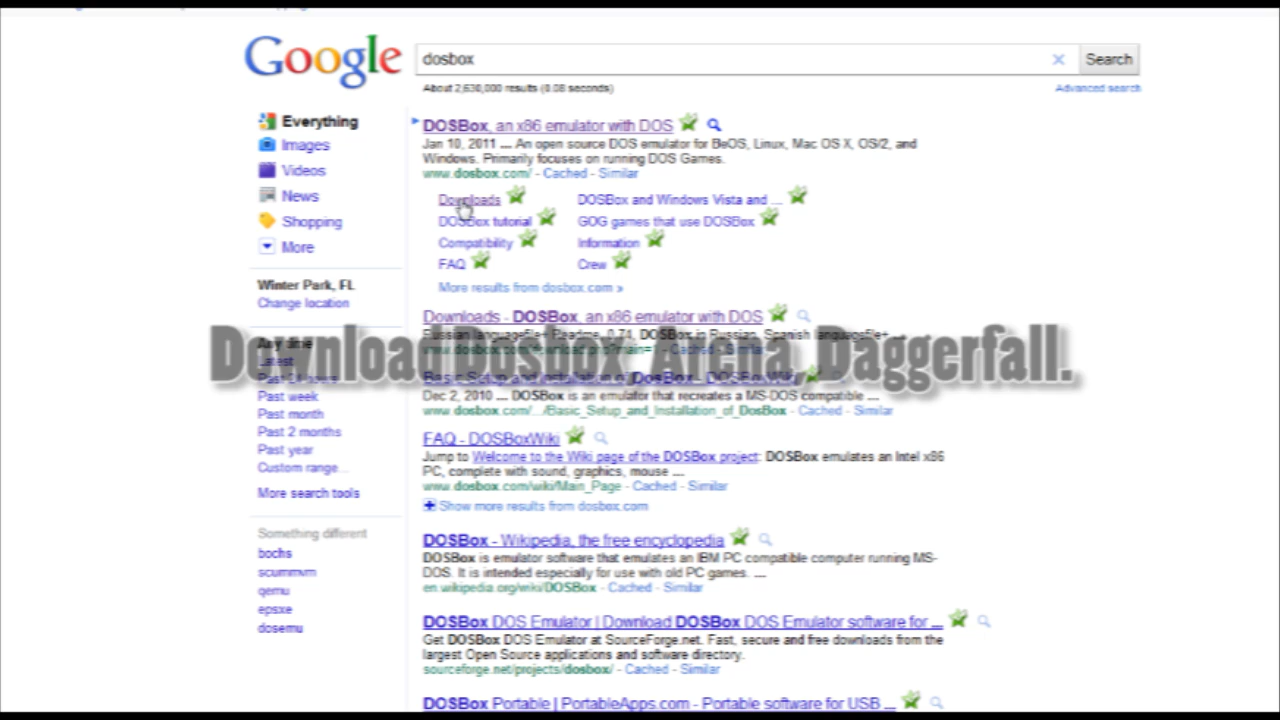 Google
dosbox
Search
About 2,630,000 results (0.08 seconds)
Advanced search
Everything
Images
Videos
News
Shopping
More
Winter Park, FL
Change location
Any time
Latest
Past 24 hours
Past week
Past month
Past 2 months
Past year
Custom range...
More search tools
Something different
bochs
scummvm
qemu
epsxe
dosemu
DOSBox, an x86 emulator with DOS
Jan 10, 2011 ... An open source DOS emulator for BeOS, Linux, Mac OS X, OS/2, and
Windows. Primarily focuses on running DOS Games.
www.dosbox.com/ - Cached - Similar
Downloads
DOSBox and Windows Vista and ...
DOSBox tutorial
GOG games that use DOSBox
Compatibility
Information
FAQ
Crew
More results from dosbox.com »
Downloads - DOSBox, an x86 emulator with DOS
Russian languagefile+ Readme, 0.74, DOSBox in Russian, Spanish languagefile+ ...
www.dosbox.com/download.php?main=1 - Cached - Similar
Download Dosbox, Arena, Daggerfall.
Basic Setup and Installation of DosBox - DOSBoxWiki
Dec 2, 2010 ... DOSBox is an emulator that recreates a MS-DOS compatible ...
www.dosbox.com/.../Basic_Setup_and_Installation_of_DosBox - Cached - Similar
FAQ - DOSBoxWiki
Jump to Welcome to the Wiki page of the DOSBox project: DOSBox emulates an Intel x86
PC, complete with sound, graphics, mouse ...
www.dosbox.com/wiki/Main_Page - Cached - Similar
Show more results from dosbox.com
DOSBox - Wikipedia, the free encyclopedia
DOSBox is emulator software that emulates an IBM PC compatible computer running MS-
DOS. It is intended especially for use with old PC games. ...
en.wikipedia.org/wiki/DOSBox - Cached - Similar
DOSBox DOS Emulator | Download DOSBox DOS Emulator software for ...
Get DOSBox DOS Emulator at SourceForge.net. Fast, secure and free downloads from the
largest Open Source applications and software directory.
sourceforge.net/projects/dosbox/ - Cached - Similar
DOSBox Portable | PortableApps.com - Portable software for USB ...